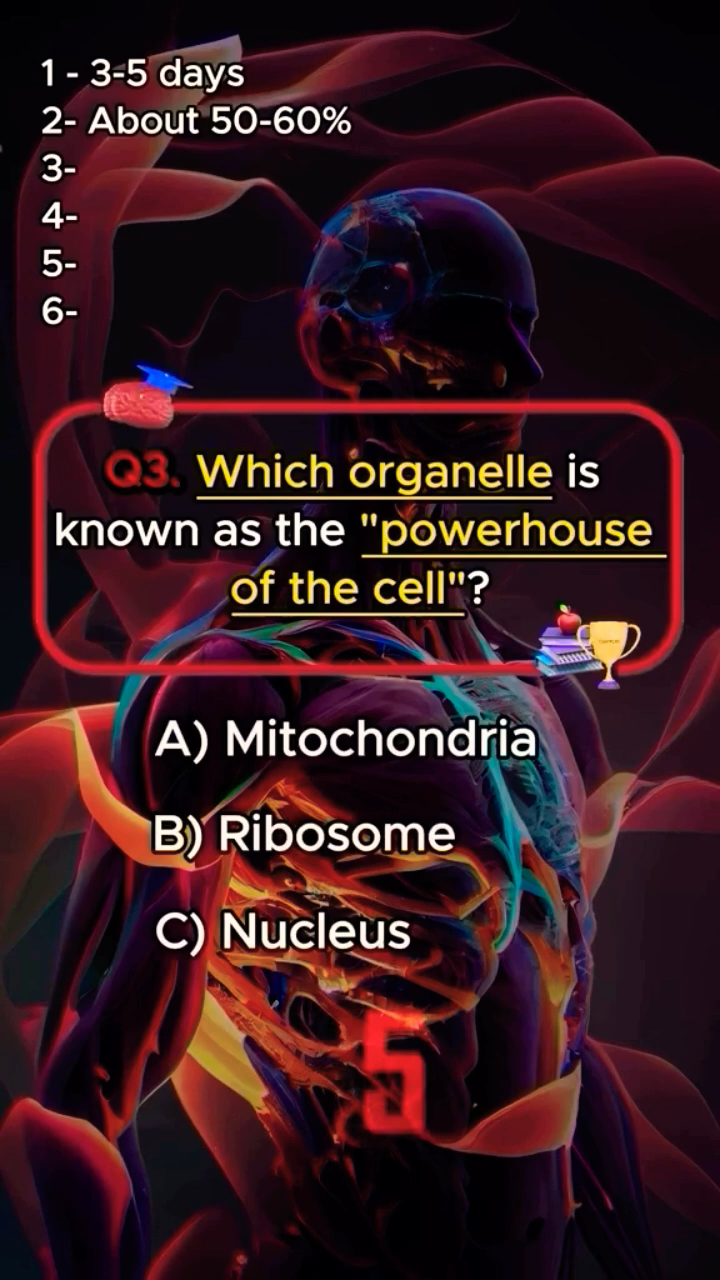 1 - 3-5 days
2- About 50-60%
3-
4-
5-
6-
Q3. Which organelle is
known as the "powerhouse
of the cell"?
A) Mitochondria
B) Ribosome
C) Nucleus
5